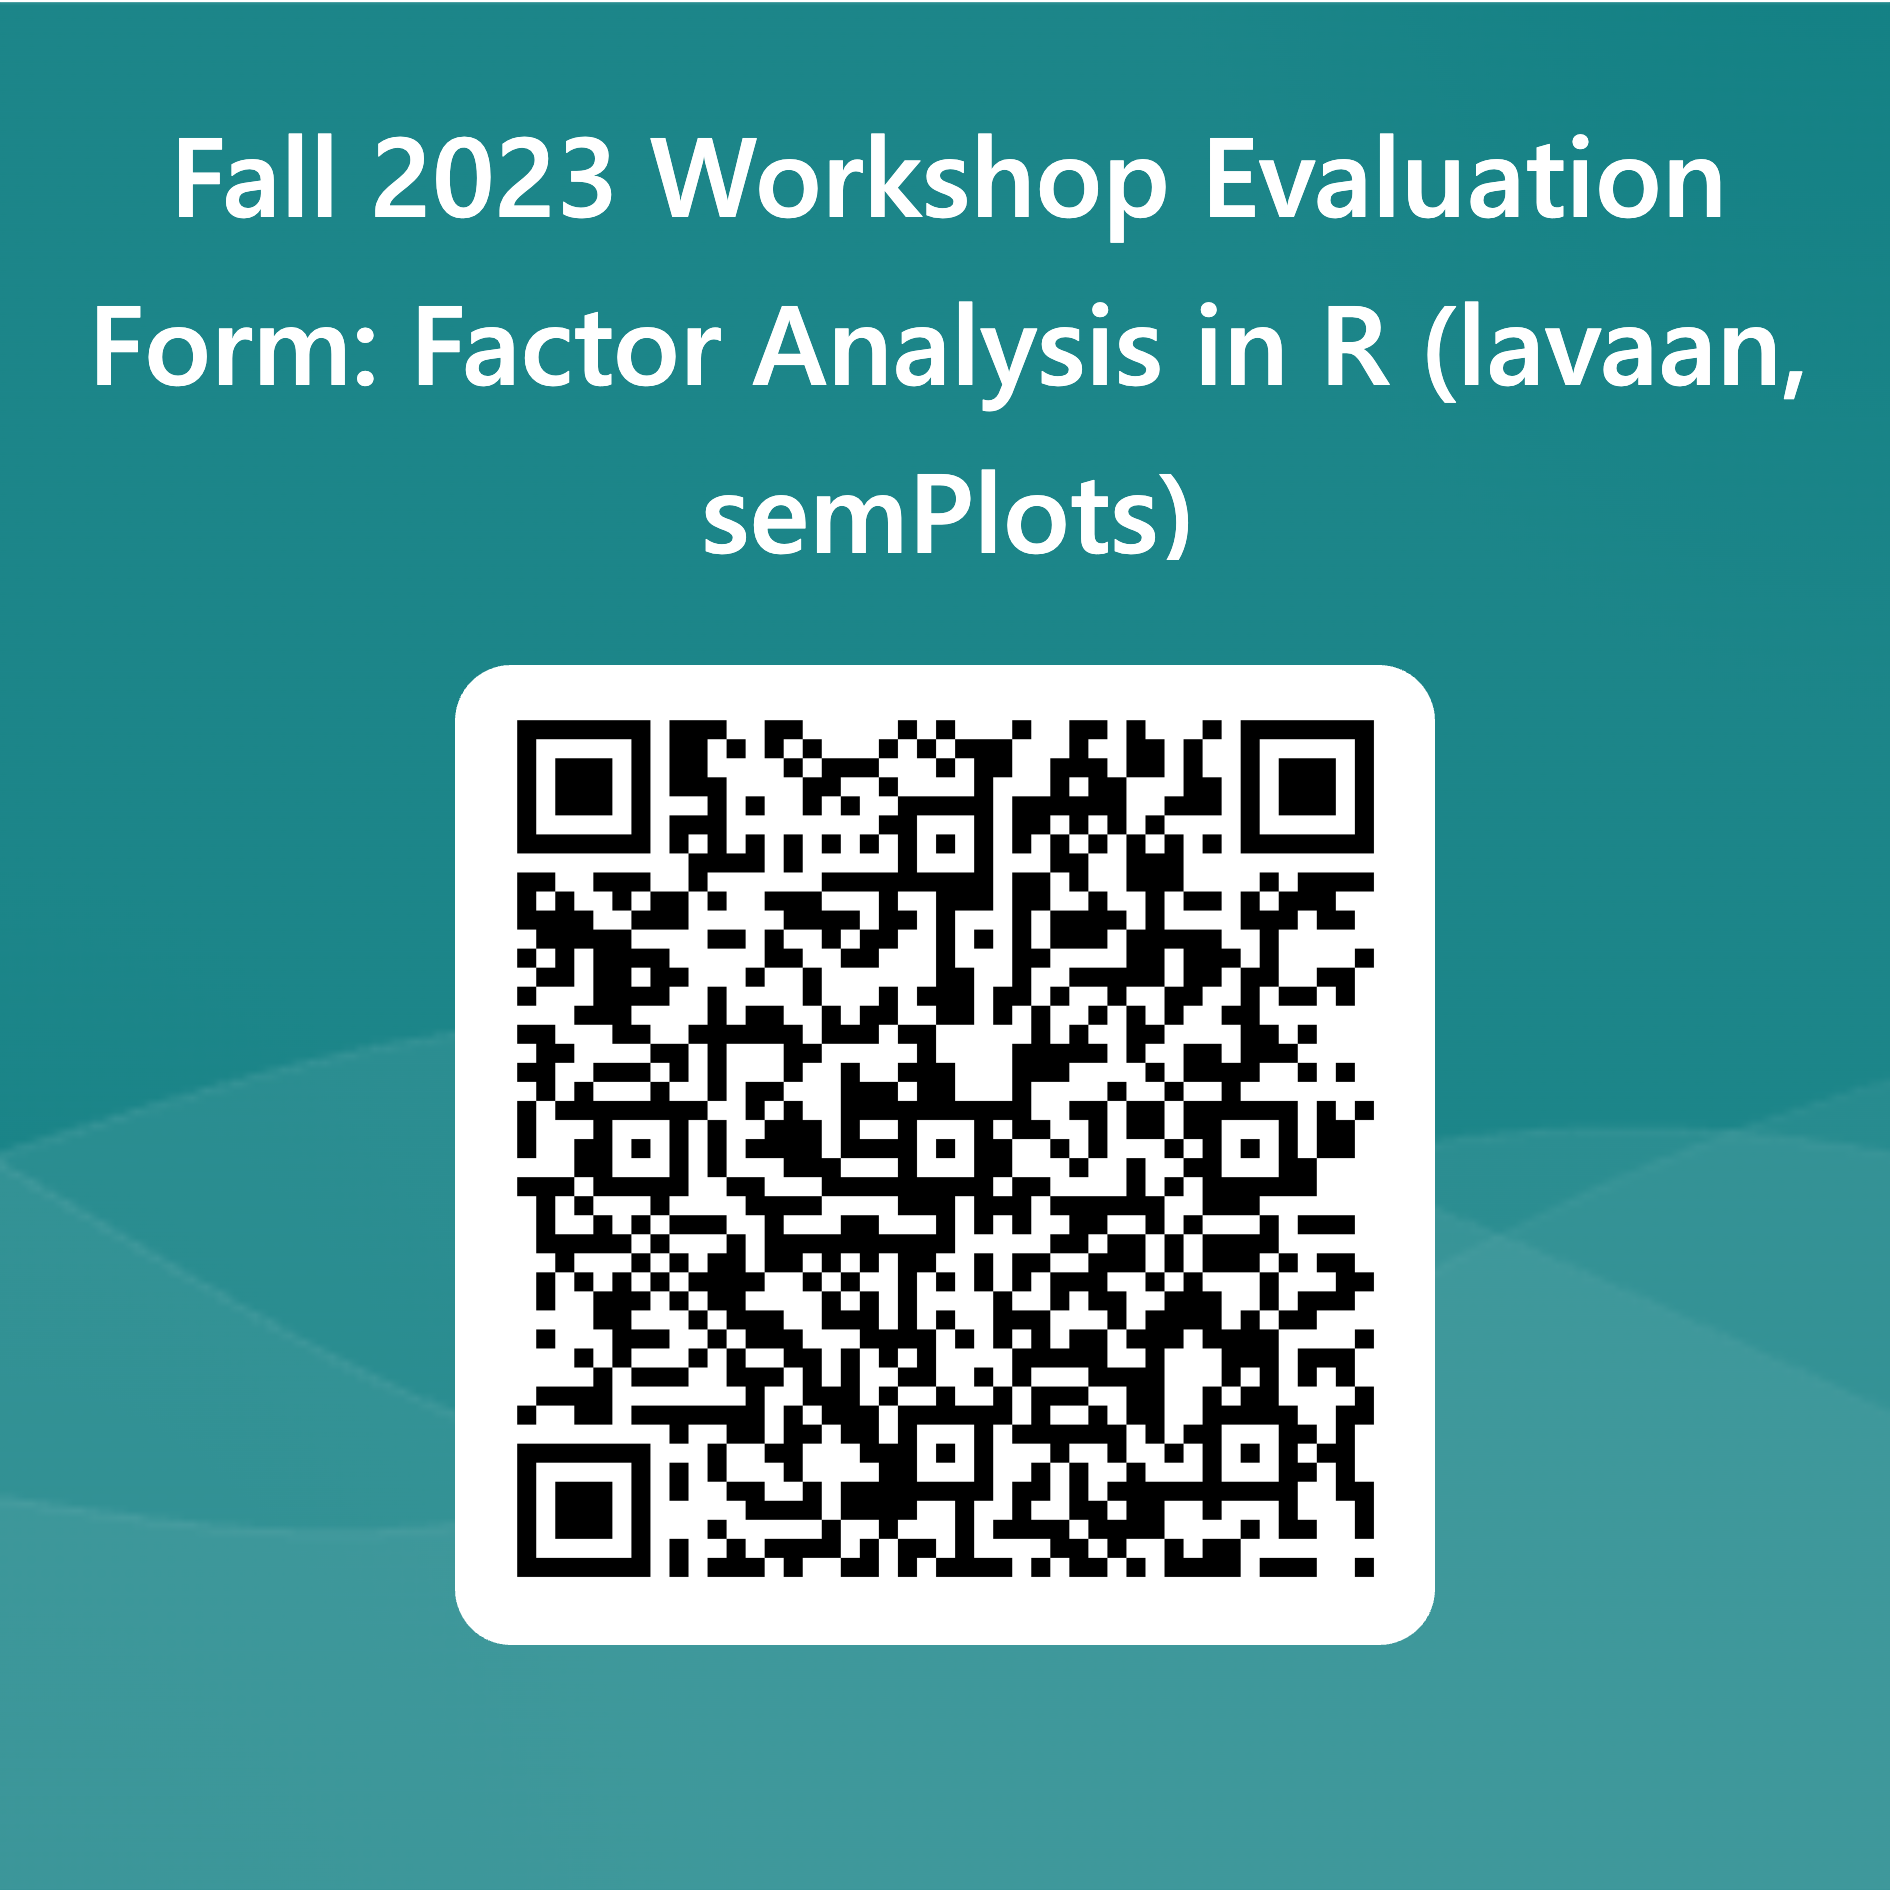 Fall 2023 Workshop Evaluation
Form: Factor Analysis in R (lavaan,
semPlots)